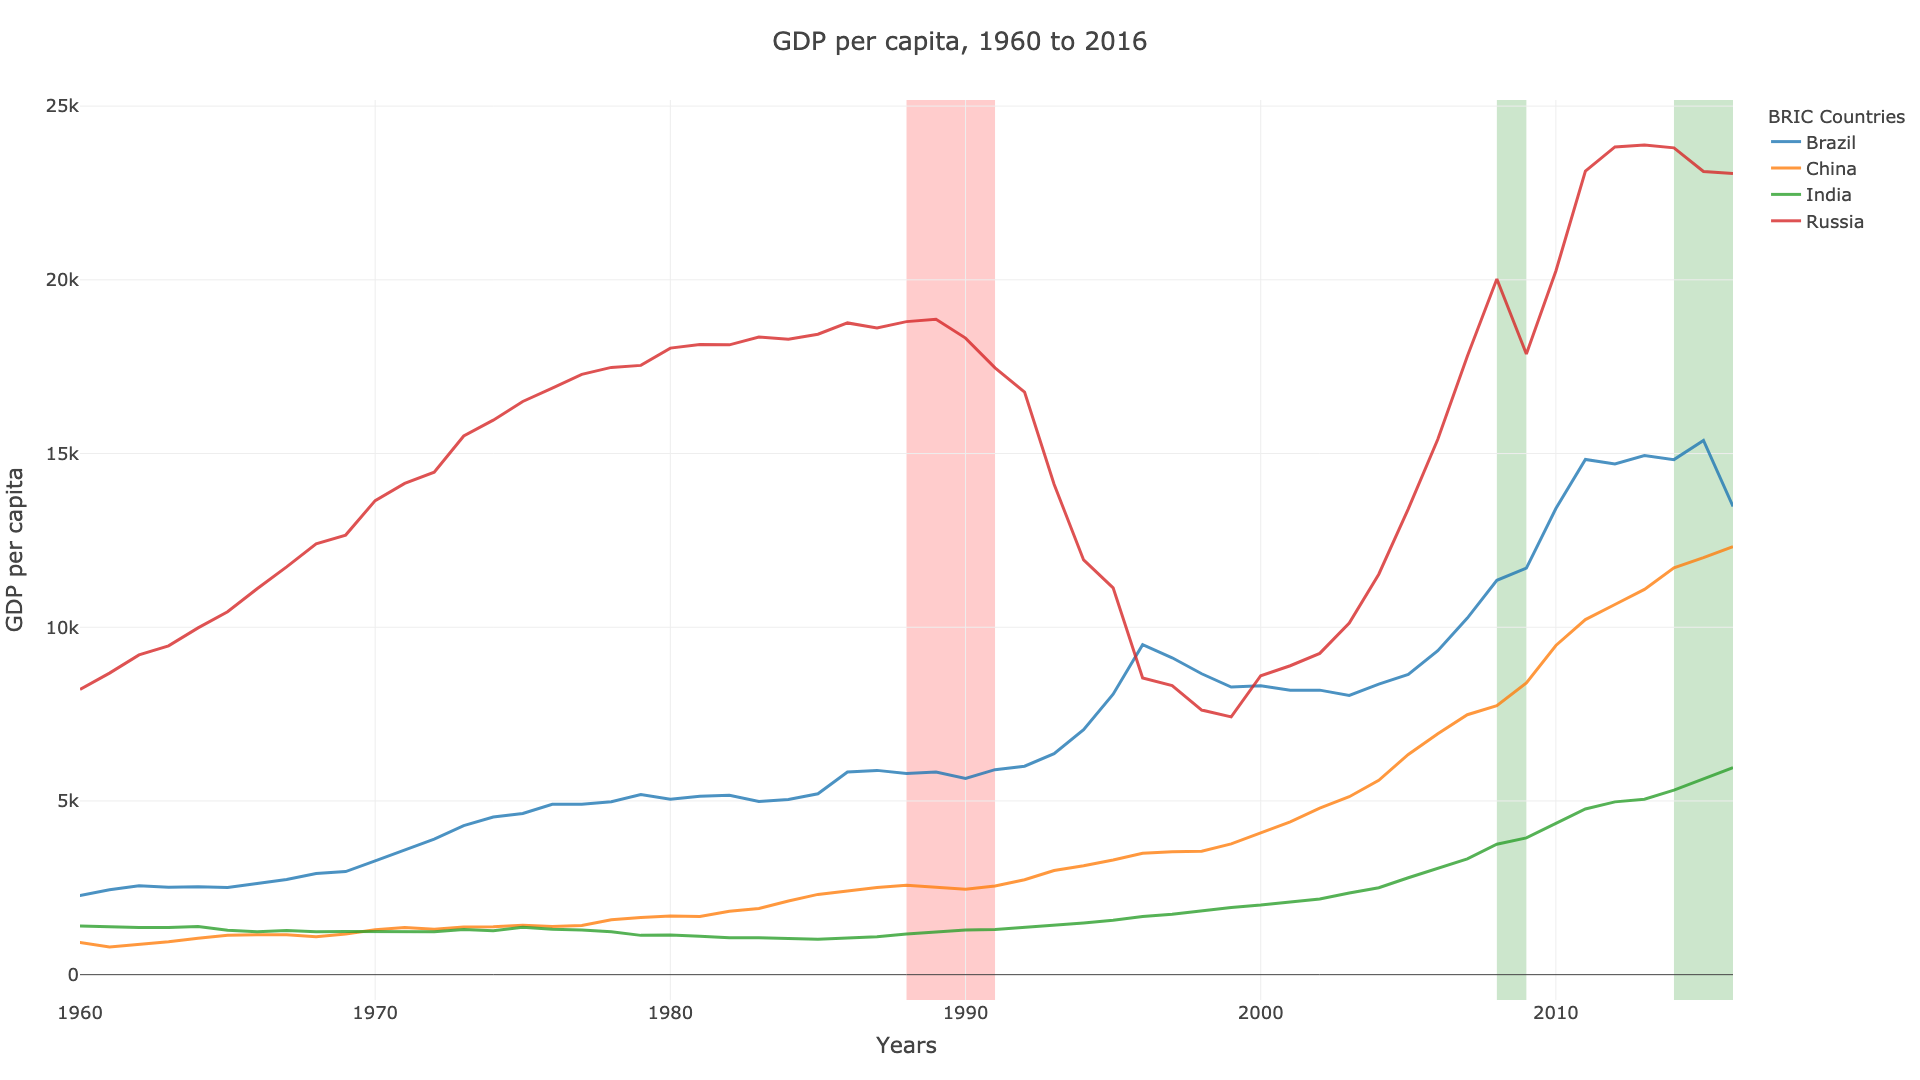 GDP per capita, 1960 to 2016
25k
20k
15k
10k
5k
0
GDP per capita
1960 1970 1980 1990 2000 2010
Years
BRIC Countries
Brazil
China
India
Russia